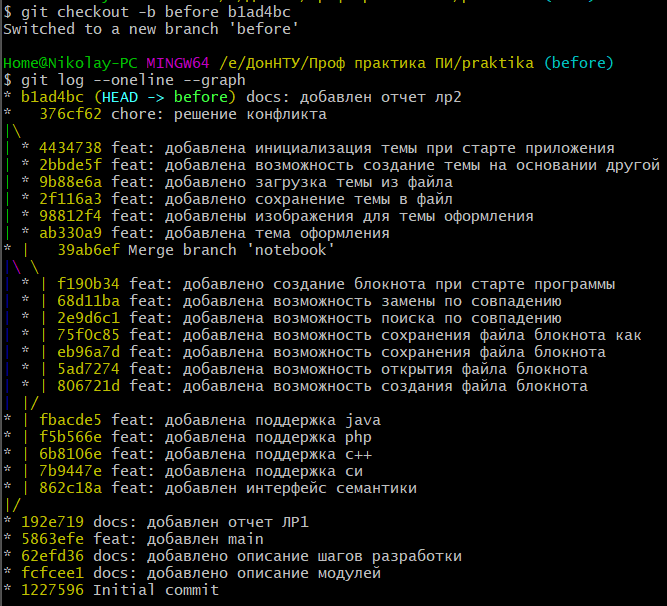 $ git checkout -b before b1ad4bc
Switched to a new branch 'before'
Home@Nikolay-PC MINGW64 /e/ДонНТУ/Проф практика ПИ/praktika (before)
$ git log --oneline --graph
* b1ad4bc (HEAD -> before) docs: добавлен отчет лр2
*   376cf62 chore: решение конфликта
|\
| * 4434738 feat: добавлена инициализация темы при старте приложения
| * 2bbde5f feat: добавлена возможность создание темы на основании другой
| * 9b88e6a feat: добавлено загрузка темы из файла
| * 2f116a3 feat: добавлено сохранение темы в файл
| * 98812f4 feat: добавлены изображения для темы оформления
| * ab330a9 feat: добавлена тема оформления
* |   39ab6ef Merge branch 'notebook'
|\ \
| * | f190b34 feat: добавлено создание блокнота при старте программы
| * | 68d11ba feat: добавлена возможность замены по совпадению
| * | 2e9d6c1 feat: добавлена возможность поиска по совпадению
| * | 75f0c85 feat: добавлена возможность сохранения файла блокнота как
| * | eb96a7d feat: добавлена возможность сохранения файла блокнота
| * | 5ad7274 feat: добавлена возможность открытия файла блокнота
| * | 806721d feat: добавлена возможность создания файла блокнота
| |/
* | fbacde5 feat: добавлена поддержка java
* | f5b566e feat: добавлена поддержка php
* | 6b8106e feat: добавлена поддержка с++
* | 7b9447e feat: добавлена поддержка си
* | 862c18a feat: добавлен интерфейс семантики
|/
* 192e719 docs: добавлен отчет ЛР1
* 5863efe feat: добавлен main
* 62efd36 docs: добавлено описание шагов разработки
* fcfcee1 docs: добавлено описание модулей
* 1227596 Initial commit